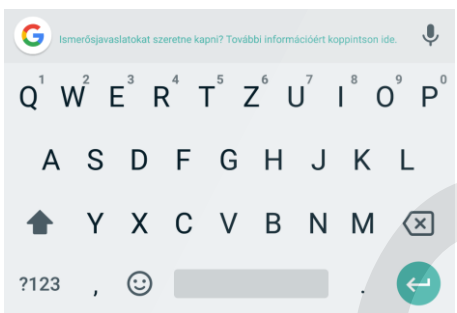 G Ismerősjavaslatokat szeretne kapni? További információért koppintson ide.
1 2 3 4 5 6 7 8 9 0
Q W E R T Z U I O P
A S D F G H J K L
Y X C V B N M
?123 , .